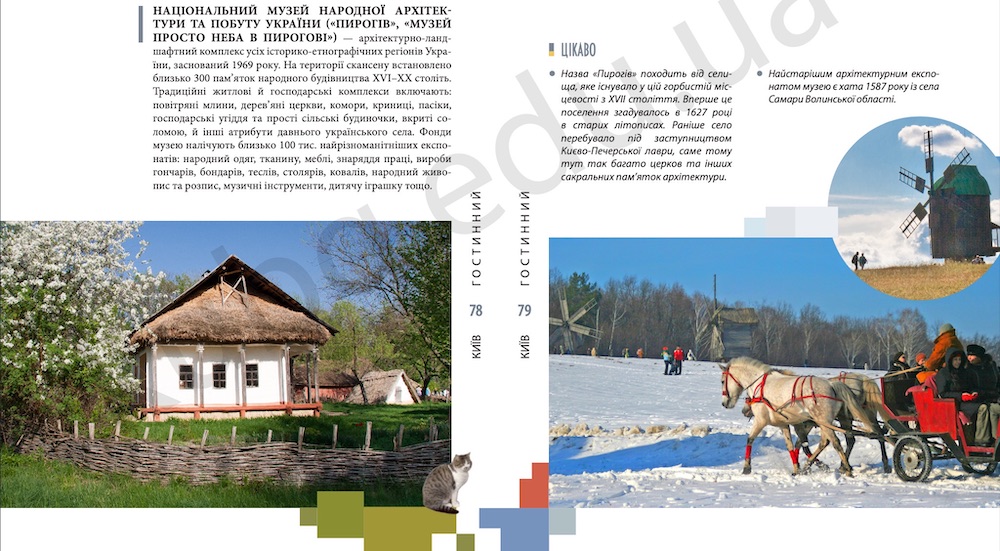 НАЦІОНАЛЬНИЙ МУЗЕЙ НАРОДНОЇ АРХІТЕК-
ТУРИ ТА ПОБУТУ УКРАЇНИ («ПИРОГІВ», «МУЗЕЙ
ПРОСТО НЕБА В ПИРОГОВІ») — архітектурно-ланд-
шафтний комплекс усіх історико-етнографічних регіонів Укра-
їни, заснований 1969 року. На території скансену встановлено
близько 300 пам’яток народного будівництва XVI–XX століть.
Традиційні житлові й господарські комплекси включають:
повітряні млини, дерев’яні церкви, комори, криниці, пасіки,
господарські угіддя та прості сільські будиночки, вкриті со-
ломою, й інші атрибути давнього українського села. Фонди
музею налічують близько 100 тис. найрізноманітніших експо-
натів: народний одяг, тканину, меблі, знаряддя праці, вироби
гончарів, бондарів, теслів, столярів, ковалів, народний живо-
пис та розпис, музичні інструменти, дитячу іграшку тощо.
КИЇВ 78 ГОСТИННИЙ
КИЇВ 79 ГОСТИННИЙ
ЦІКАВО
Назва «Пирогів» походить від сели-
ща, яке існувало у цій горбистій міс-
цевості з XVII століття. Вперше це
поселення згадувалось в 1627 році
в старих літописах. Раніше село
перебувало під заступництвом
Києво-Печерської лаври, саме тому
тут так багато церков та інших
сакральних пам’яток архітектури.
Найстарішим архітектурним експо-
натом музею є хата 1587 року із села
Самари Волинської області.